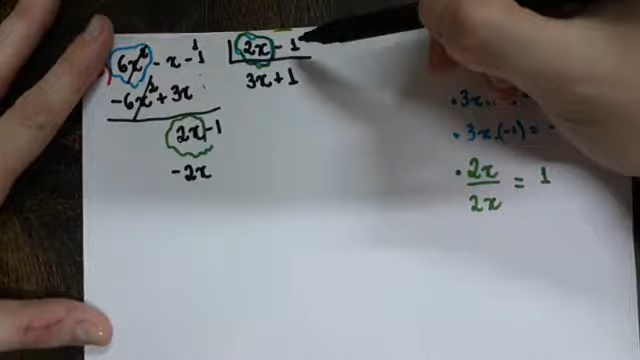 6x² - x - 1 | 2x - 1
-6x² + 3x 3x + 1
2x - 1
- 2x
• 3x.
• 3x . (-1) =
• 2x/2x = 1